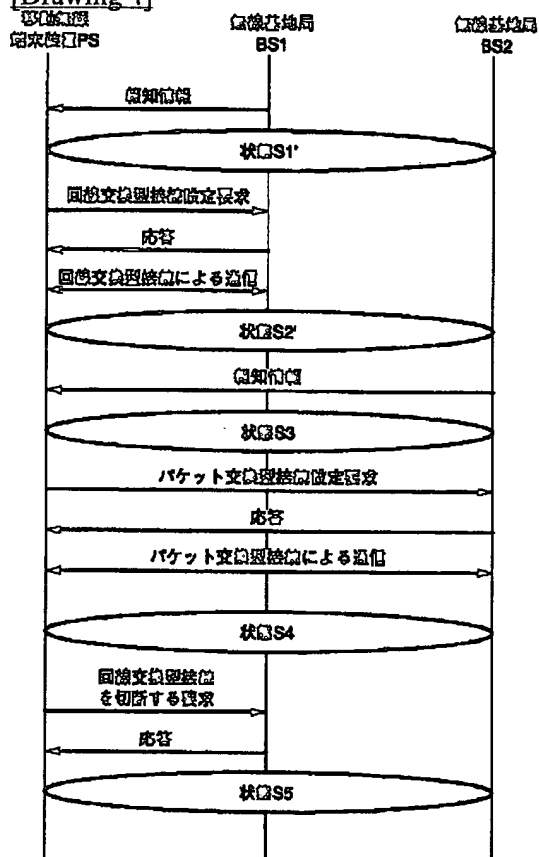 [Drawing 7]
移動無線
端末装置PS
無線基地局
BS1
無線基地局
BS2
報知情報
状態S1'
回線交換型接続設定要求
応答
回線交換型接続による通信
状態S2'
報知情報
状態S3
パケット交換型接続設定要求
応答
パケット交換型接続による通信
状態S4
回線交換型接続
を切断する要求
応答
状態S5